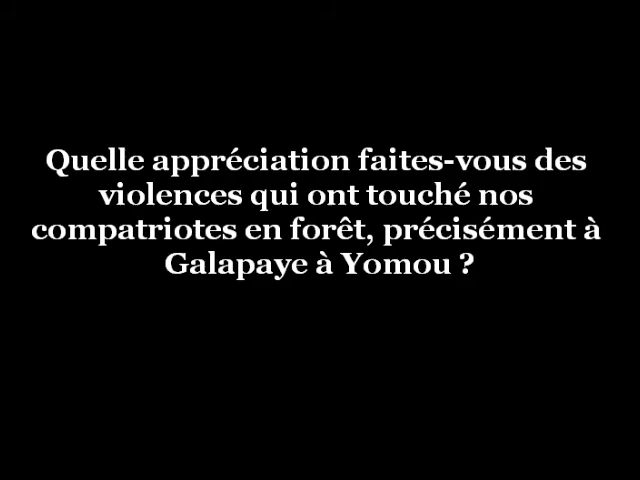 Quelle appréciation faites-vous des
violences qui ont touché nos
compatriotes en forêt, précisément à
Galapaye à Yomou ?